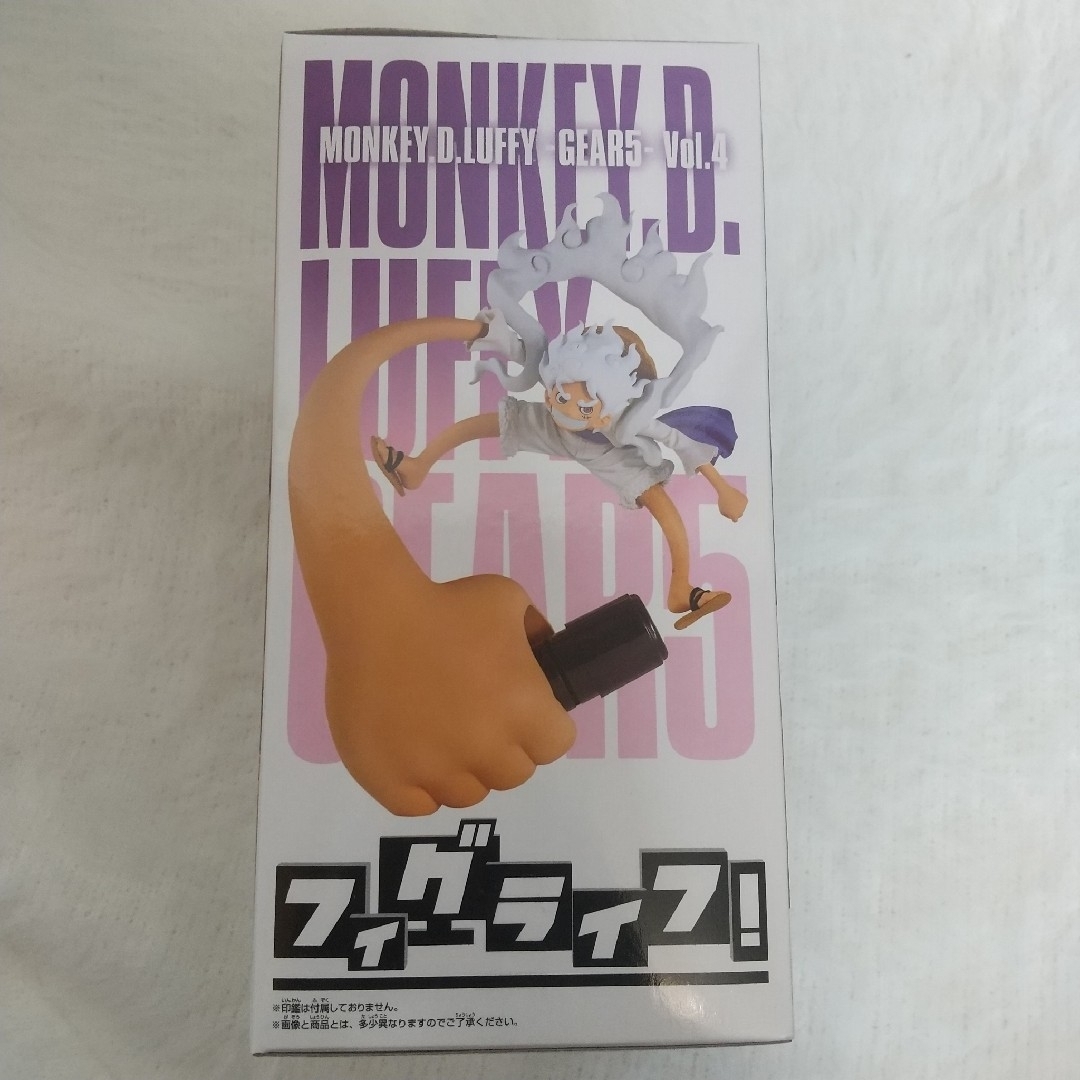 MONKEY.D.
MONKEY.D.LUFFY -GEAR5- Vol.4
LUFFY
GEAR5
フィグライフ!
※印鑑は付属しておりません。
※画像と商品とは、多少異なりますのでご了承ください。